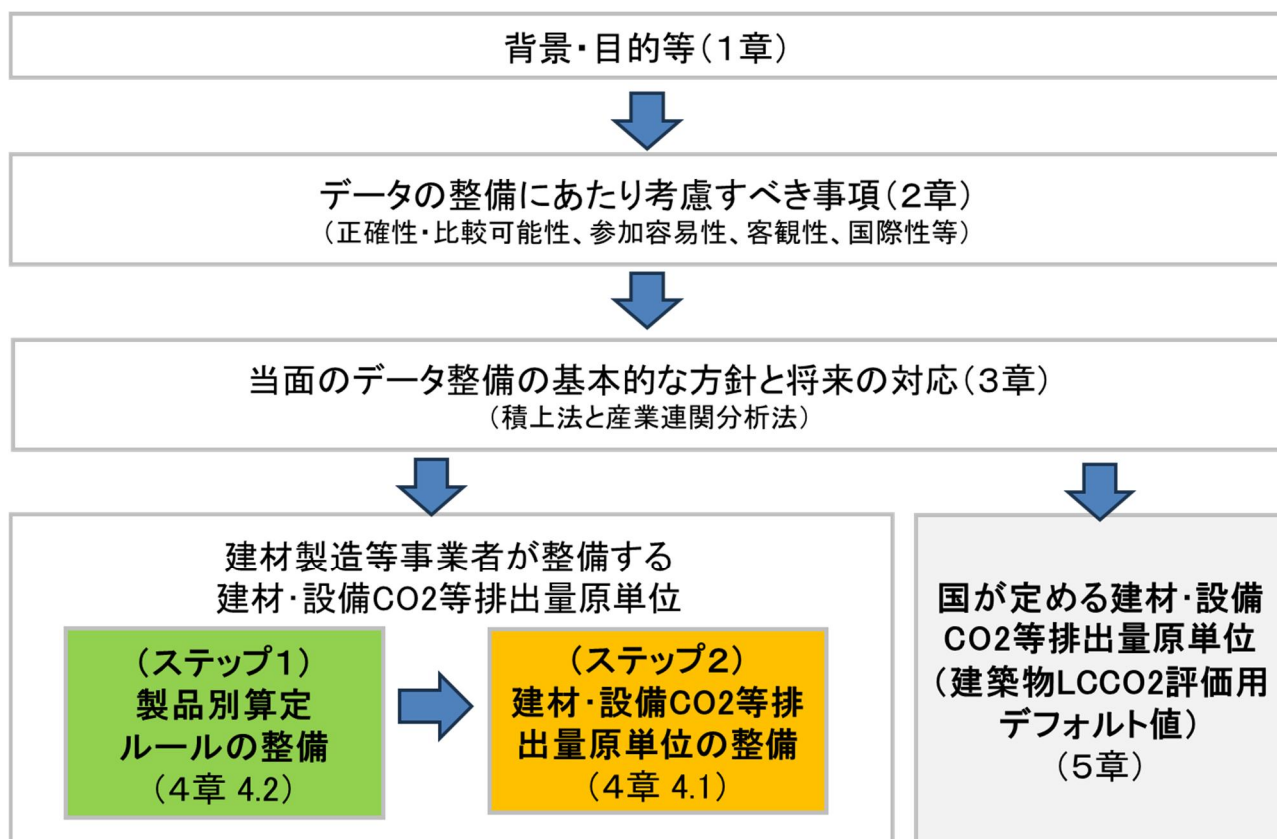 背景・目的等(1章)
データの整備にあたり考慮すべき事項(2章)
(正確性・比較可能性、参加容易性、客観性、国際性等)
当面のデータ整備の基本的な方針と将来の対応(3章)
(積上法と産業連関分析法)
建材製造等事業者が整備する
建材・設備CO2等排出量原単位
(ステップ1)
製品別算定
ルールの整備
(4章 4.2)
(ステップ2)
建材・設備CO2等排
出量原単位の整備
(4章 4.1)
国が定める建材・設備
CO2等排出量原単位
(建築物LCCO2評価用
デフォルト値)
(5章)